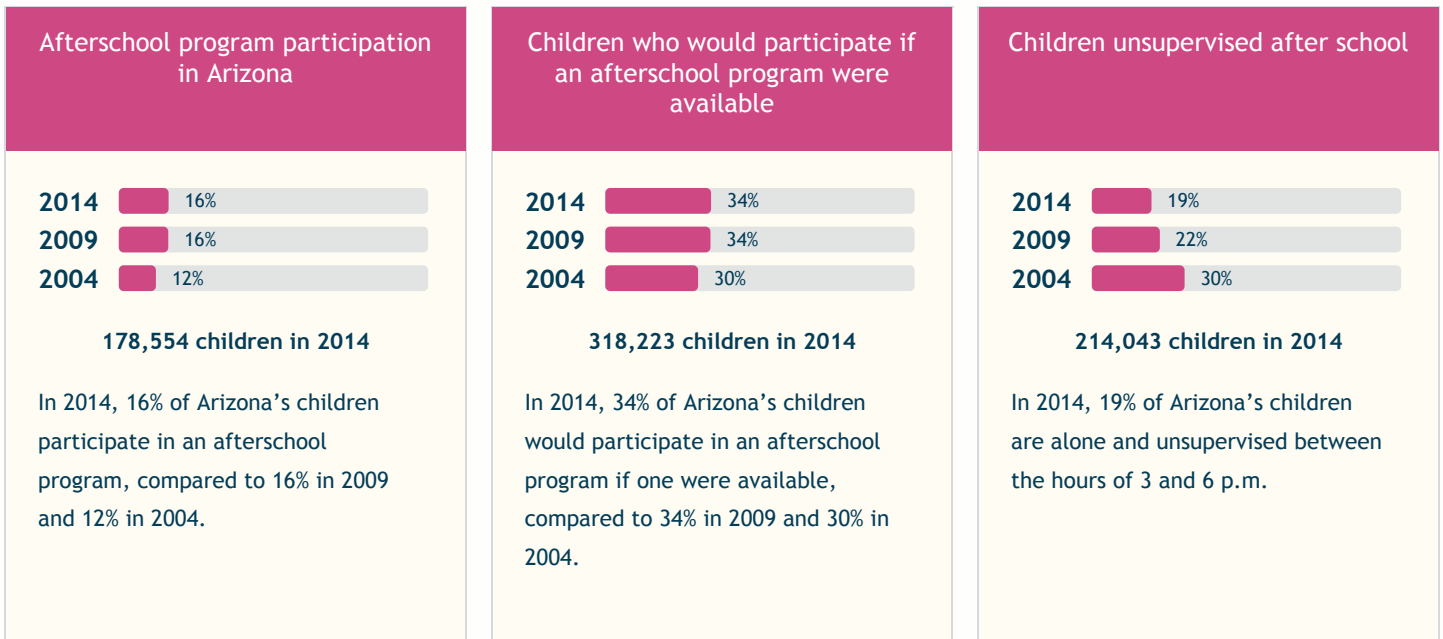 Afterschool program participation
in Arizona
2014 16%
2009 16%
2004 12%
178,554 children in 2014
In 2014, 16% of Arizona’s children
participate in an afterschool
program, compared to 16% in 2009
and 12% in 2004.
Children who would participate if
an afterschool program were
available
2014 34%
2009 34%
2004 30%
318,223 children in 2014
In 2014, 34% of Arizona’s children
would participate in an afterschool
program if one were available,
compared to 34% in 2009 and 30% in
2004.
Children unsupervised after school
2014 19%
2009 22%
2004 30%
214,043 children in 2014
In 2014, 19% of Arizona’s children
are alone and unsupervised between
the hours of 3 and 6 p.m.